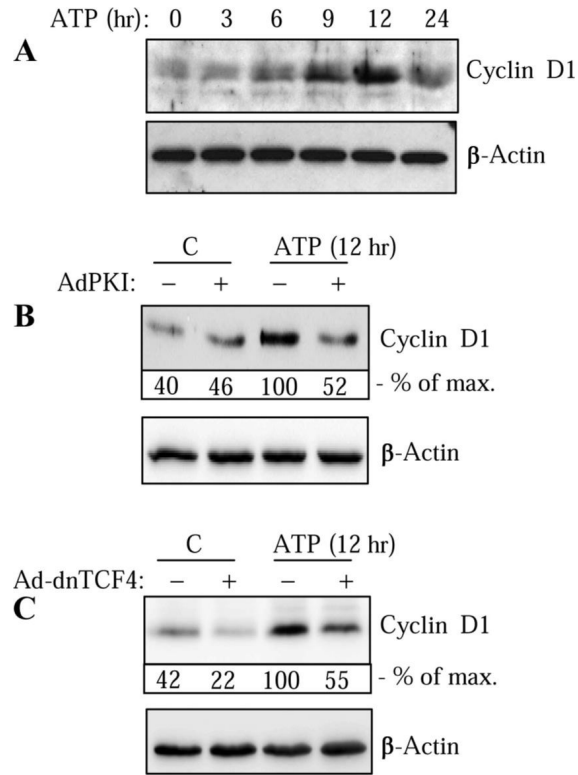 ATP (hr): 0 3 6 9 12 24
A
Cyclin D1
β-Actin
C ATP (12 hr)
AdPKI: – + – +
B
Cyclin D1
40 46 100 52 - % of max.
β-Actin
C ATP (12 hr)
Ad-dnTCF4: – + – +
C
Cyclin D1
42 22 100 55 - % of max.
β-Actin